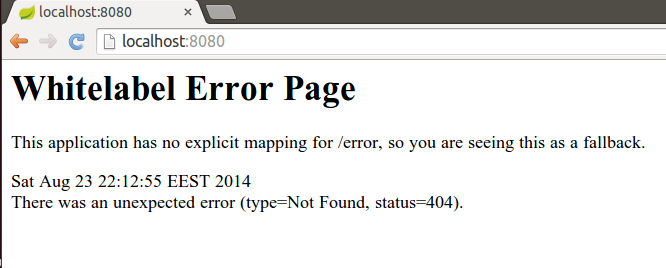 localhost:8080
localhost:8080
Whitelabel Error Page
This application has no explicit mapping for /error, so you are seeing this as a fallback.
Sat Aug 23 22:12:55 EEST 2014
There was an unexpected error (type=Not Found, status=404).